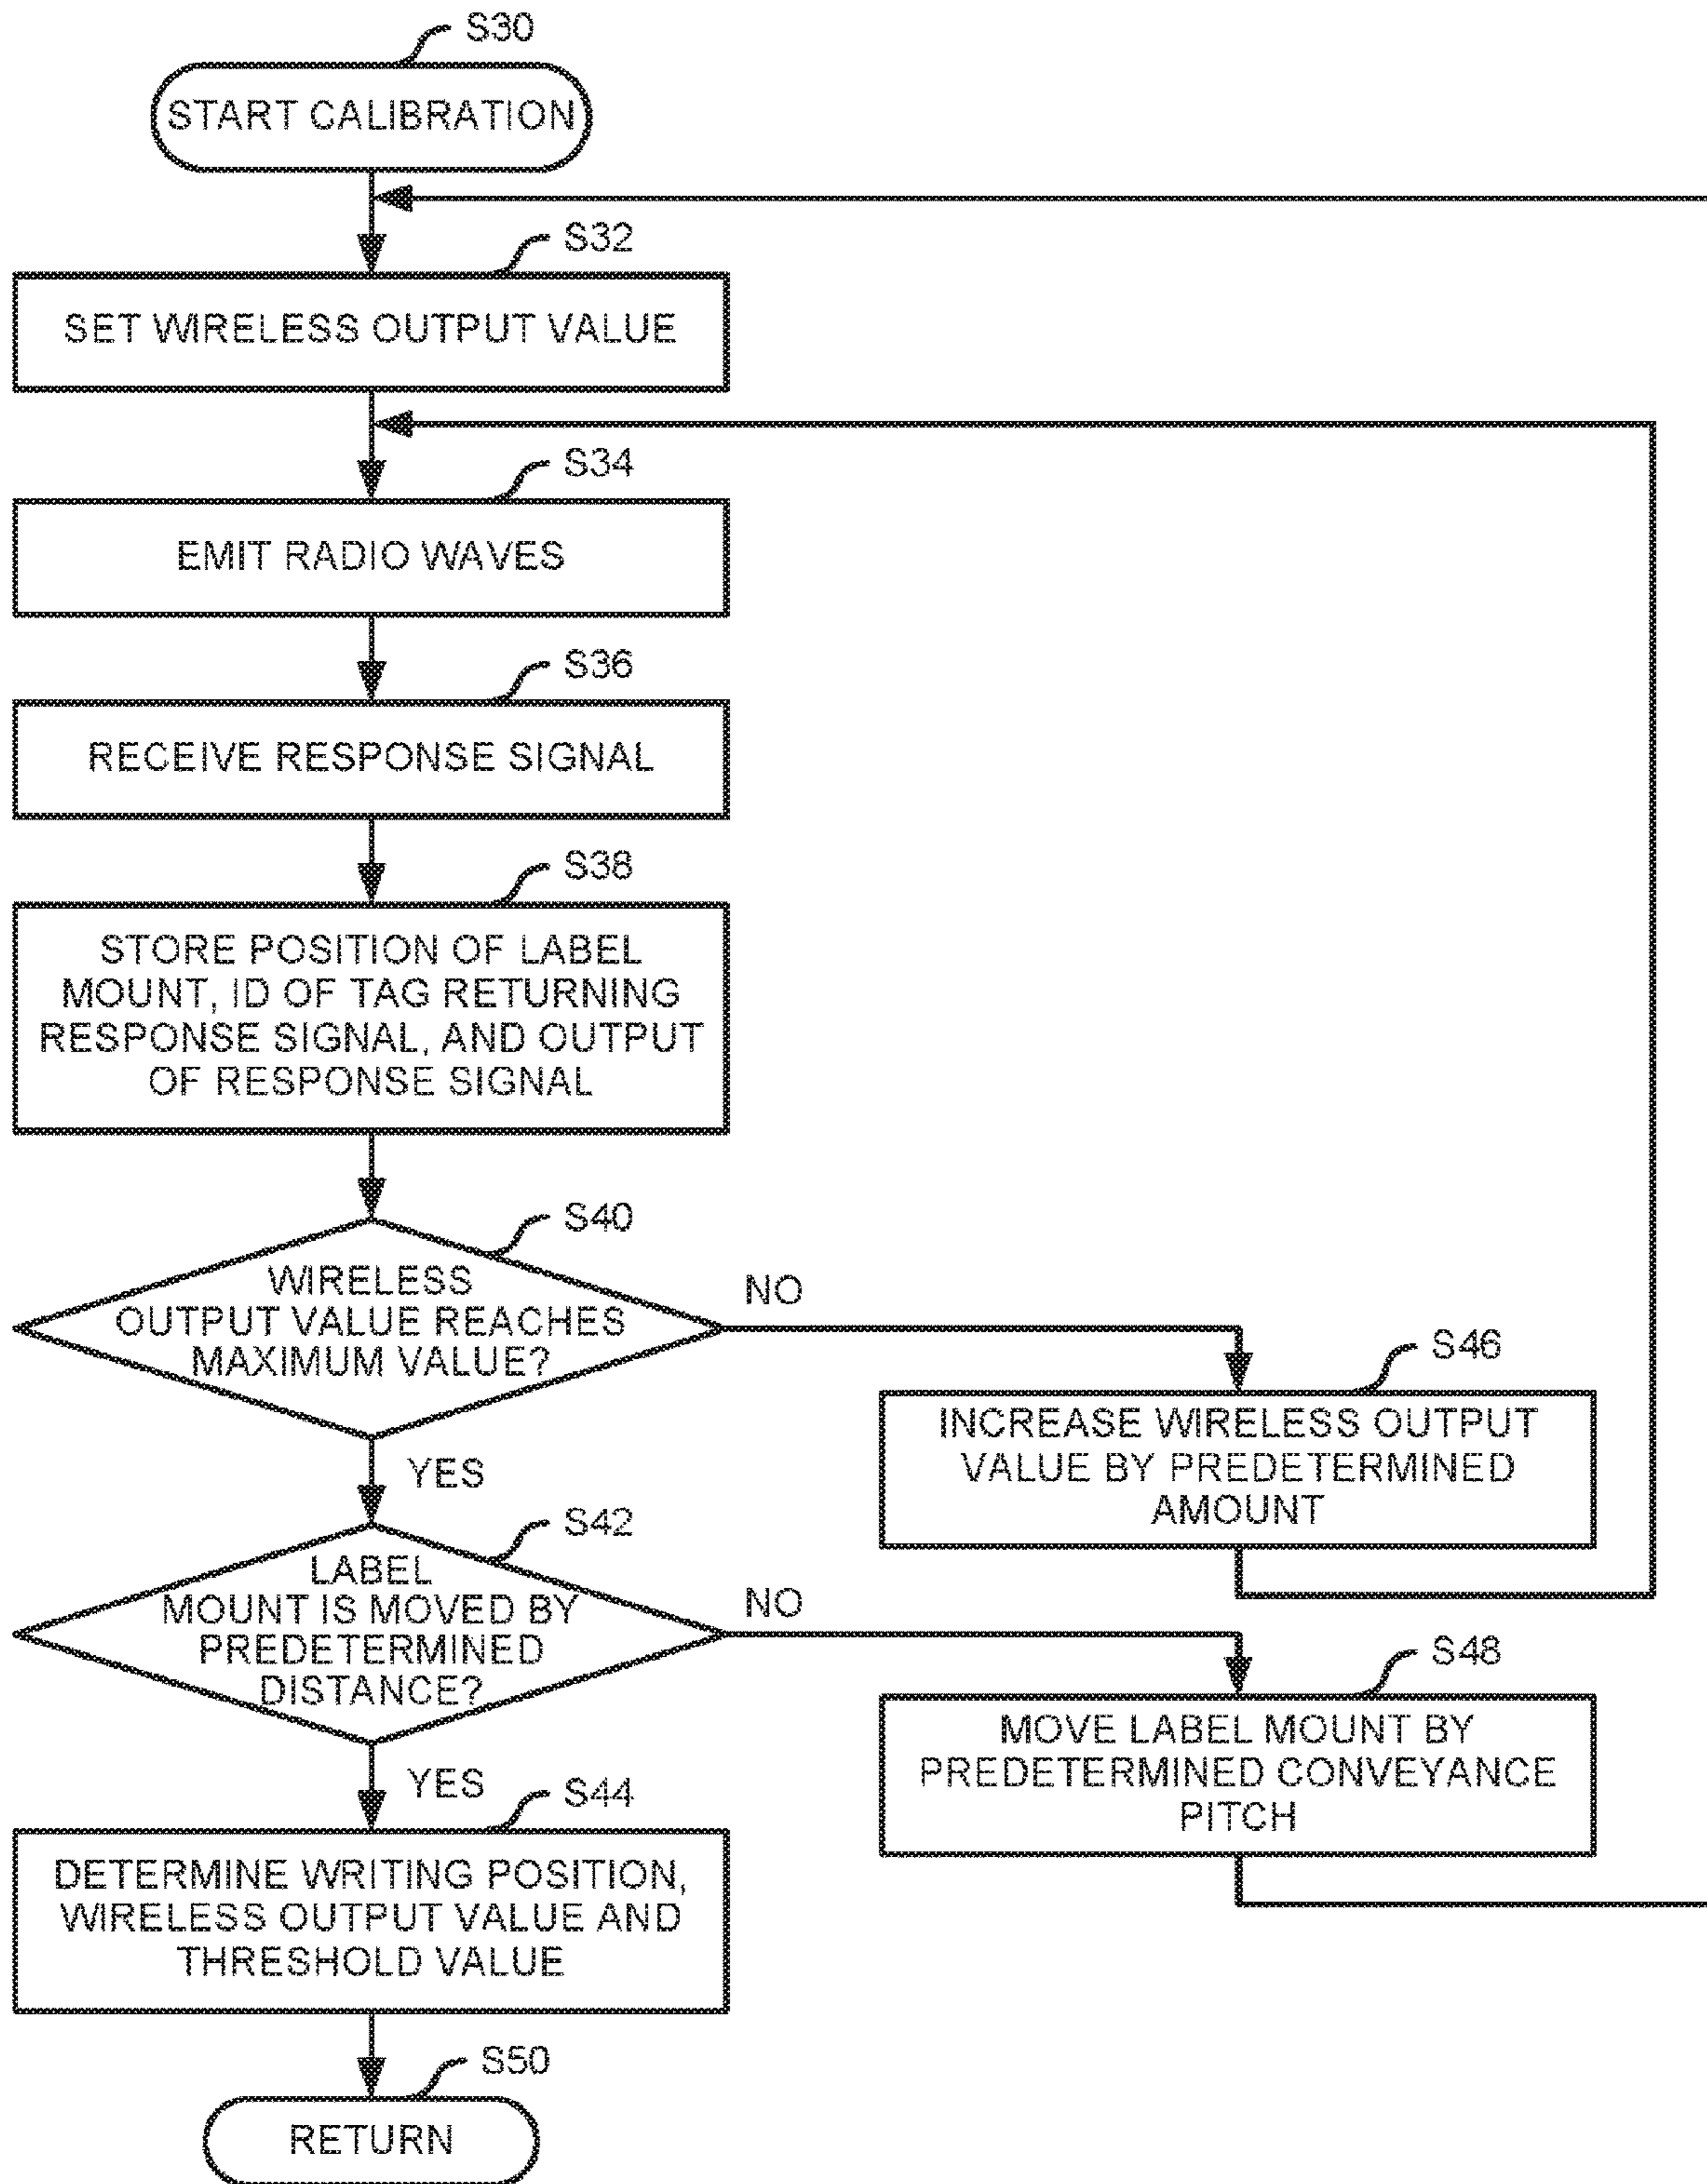 S30
START CALIBRATION
S32
SET WIRELESS OUTPUT VALUE
S34
EMIT RADIO WAVES
S36
RECEIVE RESPONSE SIGNAL
S38
STORE POSITION OF LABEL
MOUNT, ID OF TAG RETURNING
RESPONSE SIGNAL, AND OUTPUT
OF RESPONSE SIGNAL
S40
WIRELESS
OUTPUT VALUE REACHES
MAXIMUM VALUE?
NO
YES
S46
INCREASE WIRELESS OUTPUT
VALUE BY PREDETERMINED
AMOUNT
S42
LABEL
MOUNT IS MOVED BY
PREDETERMINED
DISTANCE?
NO
YES
S48
MOVE LABEL MOUNT BY
PREDETERMINED CONVEYANCE
PITCH
S44
DETERMINE WRITING POSITION,
WIRELESS OUTPUT VALUE AND
THRESHOLD VALUE
S50
RETURN